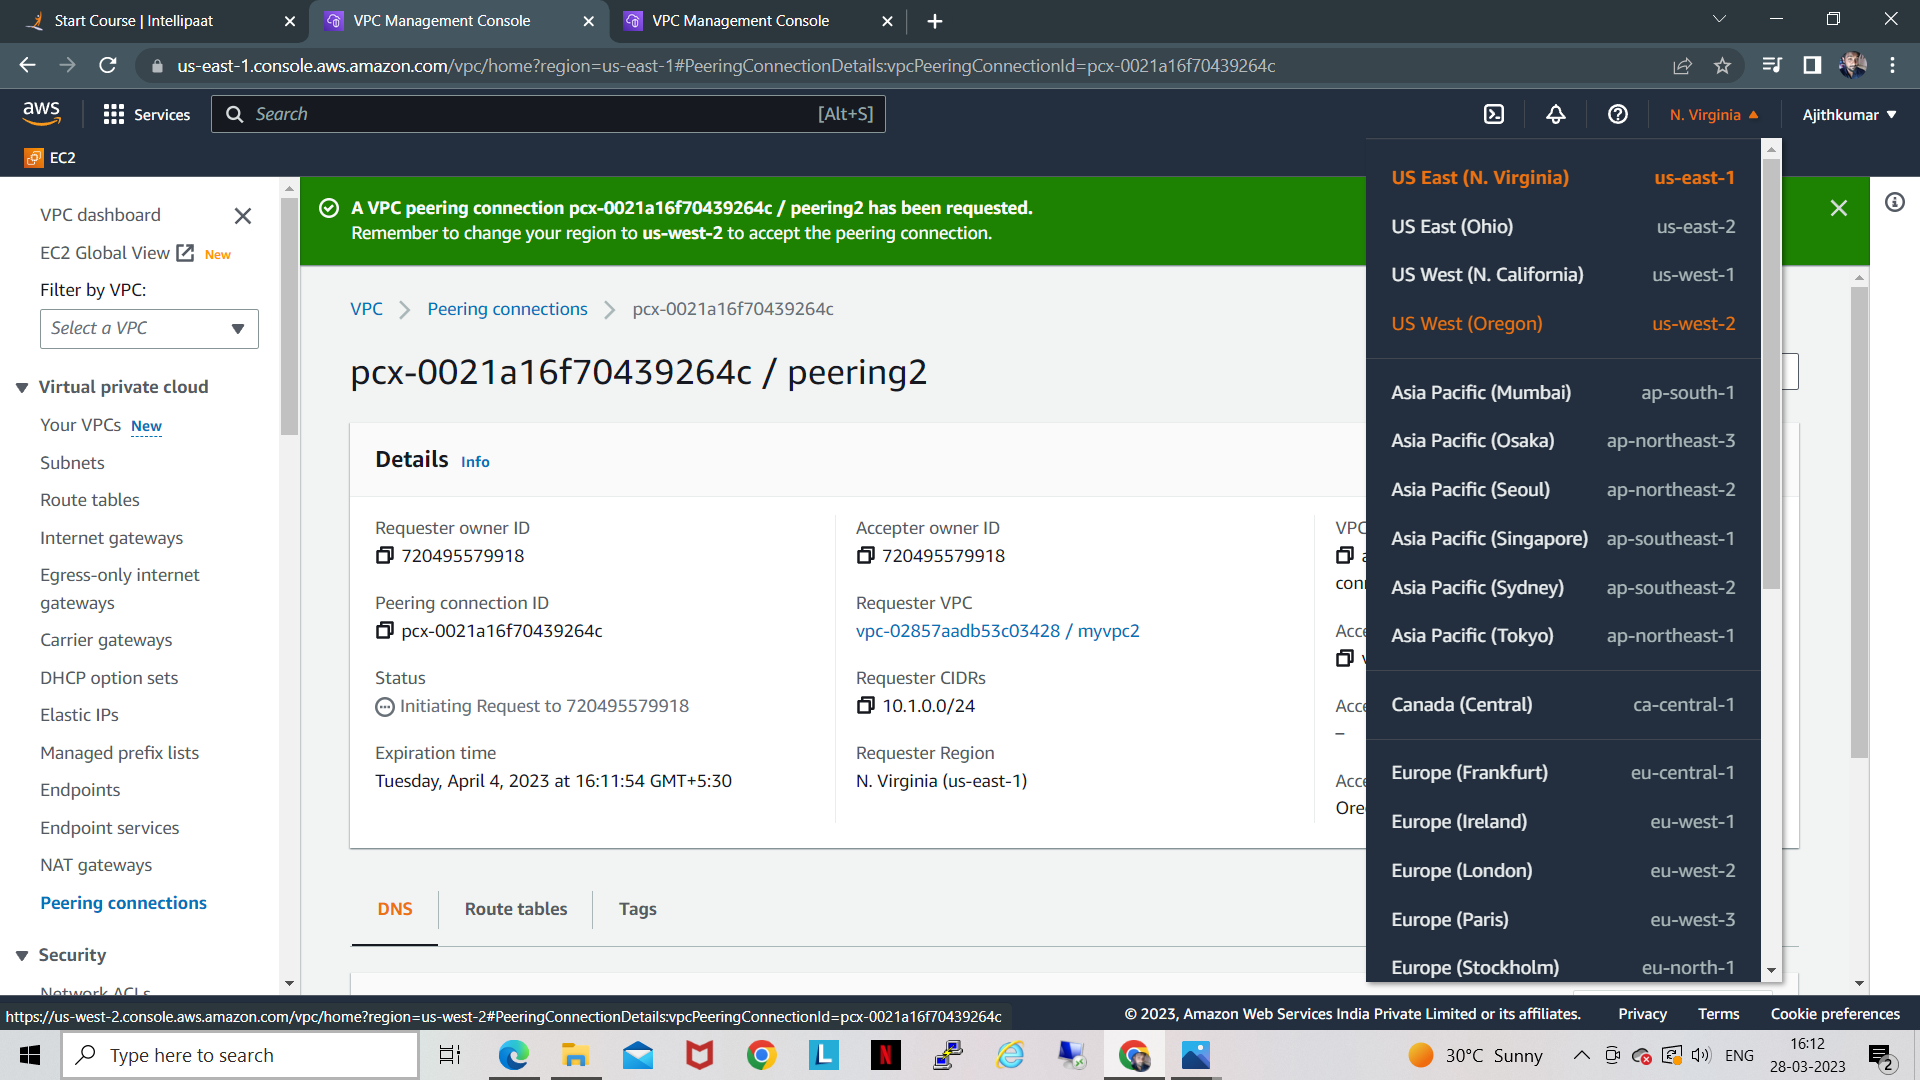 Start Course | Intellipaat
VPC Management Console
VPC Management Console
us-east-1.console.aws.amazon.com/vpc/home?region=us-east-1#PeeringConnectionDetails:vpcPeeringConnectionId=pcx-0021a16f70439264c
aws
Services
Search
[Alt+S]
N. Virginia
Ajithkumar
EC2
VPC dashboard
EC2 Global View New
Filter by VPC:
Select a VPC
Virtual private cloud
Your VPCs New
Subnets
Route tables
Internet gateways
Egress-only internet
gateways
Carrier gateways
DHCP option sets
Elastic IPs
Managed prefix lists
Endpoints
Endpoint services
NAT gateways
Peering connections
Security
Network ACLs
A VPC peering connection pcx-0021a16f70439264c / peering2 has been requested.
Remember to change your region to us-west-2 to accept the peering connection.
VPC
Peering connections
pcx-0021a16f70439264c
pcx-0021a16f70439264c / peering2
Details Info
Requester owner ID
720495579918
Peering connection ID
pcx-0021a16f70439264c
Status
Initiating Request to 720495579918
Expiration time
Tuesday, April 4, 2023 at 16:11:54 GMT+5:30
Accepter owner ID
720495579918
Requester VPC
vpc-02857aadb53c03428 / myvpc2
Requester CIDRs
10.1.0.0/24
Requester Region
N. Virginia (us-east-1)
VPC
con
Acce
Acce
–
Acce
Ore
DNS
Route tables
Tags
US East (N. Virginia) us-east-1
US East (Ohio) us-east-2
US West (N. California) us-west-1
US West (Oregon) us-west-2
Asia Pacific (Mumbai) ap-south-1
Asia Pacific (Osaka) ap-northeast-3
Asia Pacific (Seoul) ap-northeast-2
Asia Pacific (Singapore) ap-southeast-1
Asia Pacific (Sydney) ap-southeast-2
Asia Pacific (Tokyo) ap-northeast-1
Canada (Central) ca-central-1
Europe (Frankfurt) eu-central-1
Europe (Ireland) eu-west-1
Europe (London) eu-west-2
Europe (Paris) eu-west-3
Europe (Stockholm) eu-north-1
https://us-west-2.console.aws.amazon.com/vpc/home?region=us-west-2#PeeringConnectionDetails:vpcPeeringConnectionId=pcx-0021a16f70439264c
© 2023, Amazon Web Services India Private Limited or its affiliates.
Privacy
Terms
Cookie preferences
Type here to search
30°C Sunny
ENG
16:12
28-03-2023
2